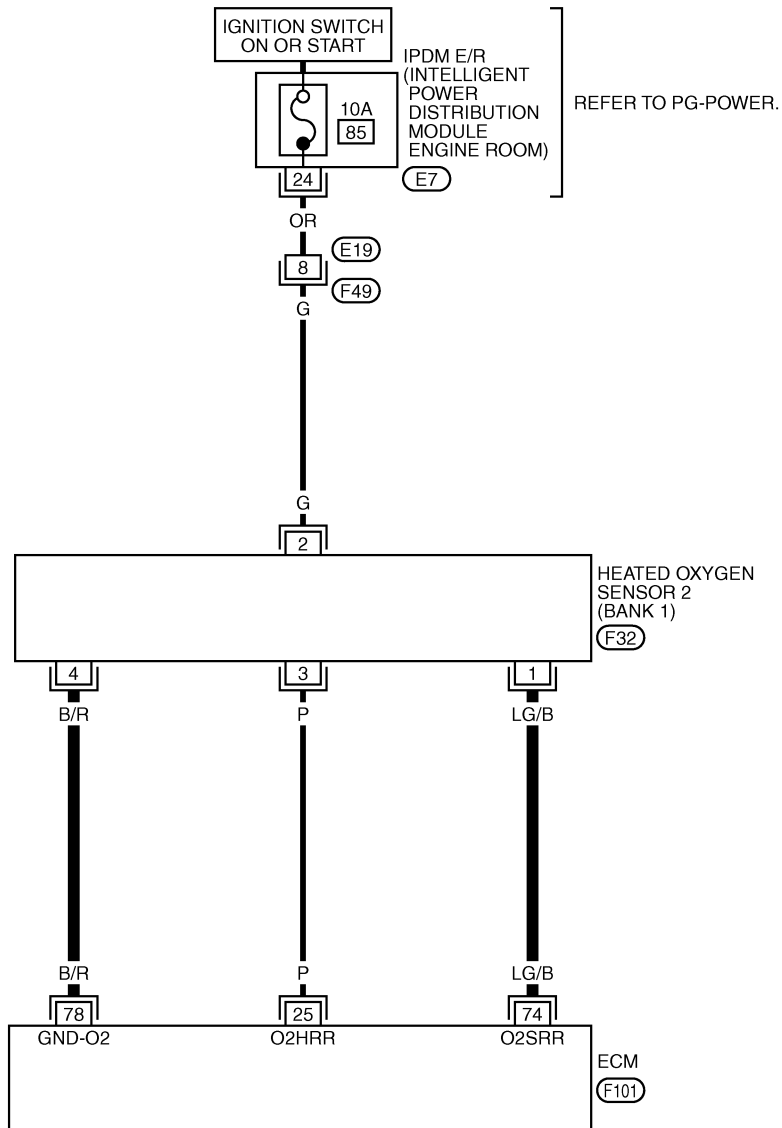 IGNITION SWITCH
ON OR START
IPDM E/R
(INTELLIGENT
POWER
DISTRIBUTION
MODULE
ENGINE ROOM)
REFER TO PG-POWER.
10A
85
24
E7
OR
E19
8
F49
G
G
2
HEATED OXYGEN
SENSOR 2
(BANK 1)
F32
4 3 1
B/R P LG/B
B/R P LG/B
78 25 74
GND-O2 O2HRR O2SRR
ECM
F101